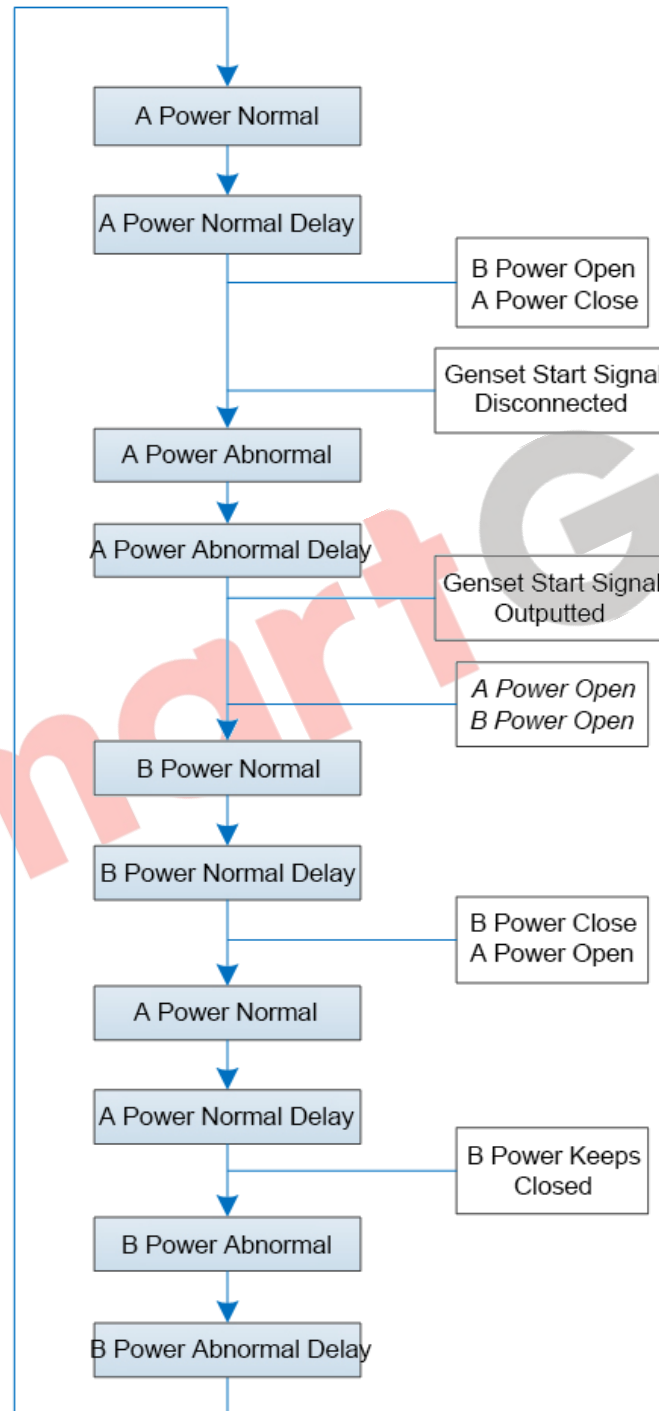 A Power Normal
A Power Normal Delay
B Power Open
A Power Close
Genset Start Signal
Disconnected
A Power Abnormal
A Power Abnormal Delay
Genset Start Signal
Outputted
A Power Open
B Power Open
B Power Normal
B Power Normal Delay
B Power Close
A Power Open
A Power Normal
A Power Normal Delay
B Power Keeps
Closed
B Power Abnormal
B Power Abnormal Delay
martG